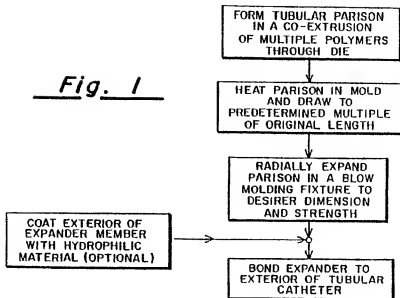 FORM TUBULAR PARISON
IN A CO-EXTRUSION
OF MULTIPLE POLYMERS
THROUGH DIE
Fig. 1
HEAT PARISON IN MOLD
AND DRAW TO
PREDETERMINED MULTIPLE
OF ORIGINAL LENGTH
RADIALLY EXPAND
PARISON IN A BLOW
MOLDING FIXTURE TO
DESIRER DIMENSION
AND STRENGTH
COAT EXTERIOR OF
EXPANDER MEMBER
WITH HYDROPHILIC
MATERIAL (OPTIONAL)
BOND EXPANDER TO
EXTERIOR OF TUBULAR
CATHETER